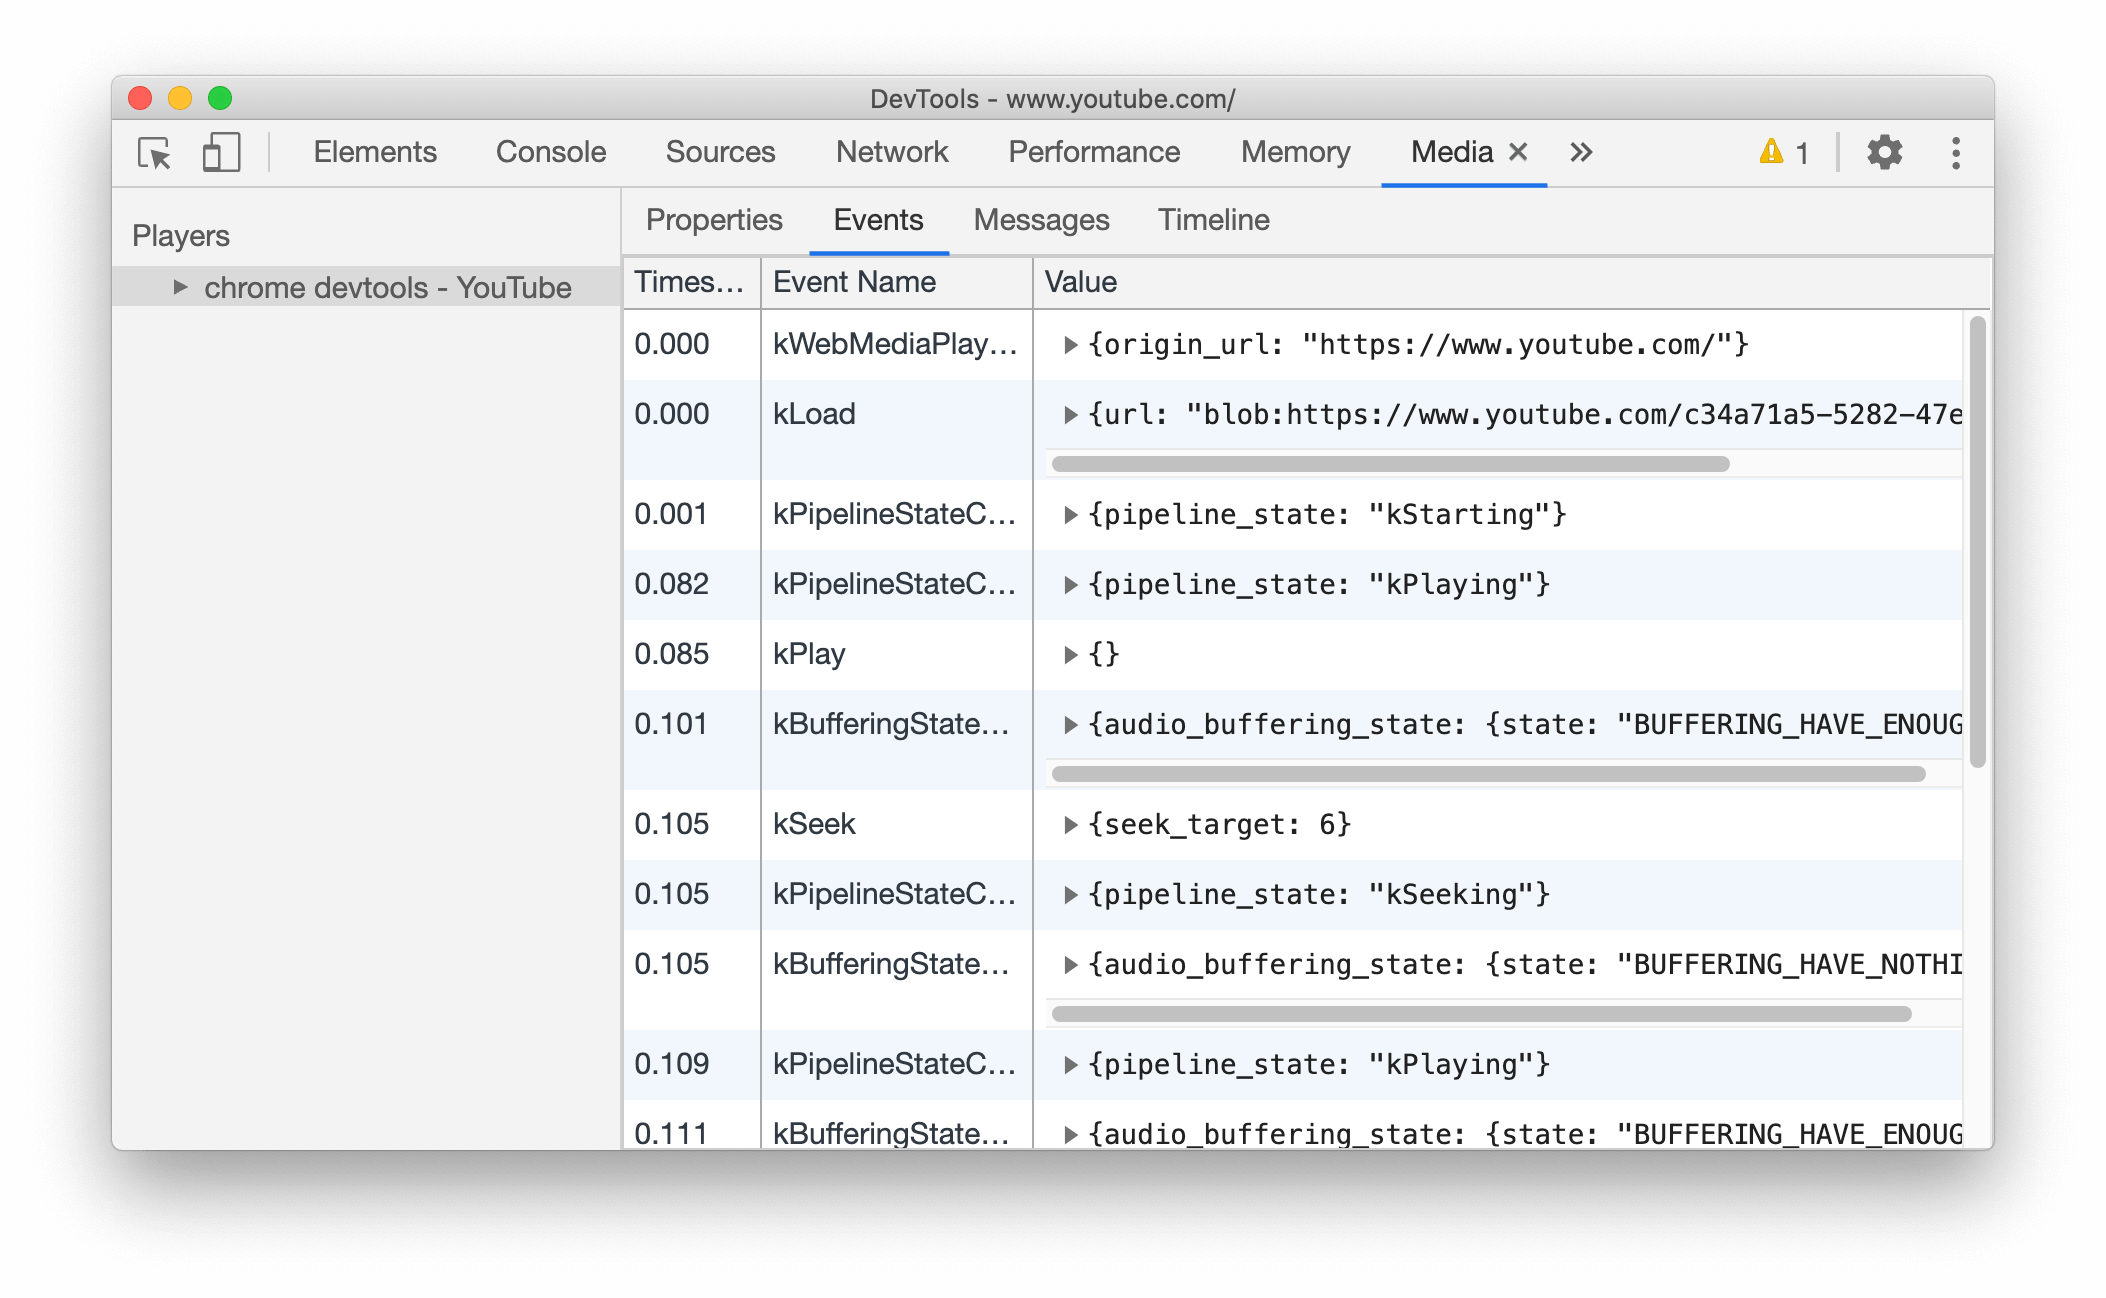 DevTools - www.youtube.com/
Elements Console Sources Network Performance Memory Media × » 1
Players
chrome devtools - YouTube
Properties Events Messages Timeline
Times… Event Name Value
0.000 kWebMediaPlay… {origin_url: "https://www.youtube.com/"}
0.000 kLoad {url: "blob:https://www.youtube.com/c34a71a5-5282-47e
0.001 kPipelineStateC… {pipeline_state: "kStarting"}
0.082 kPipelineStateC… {pipeline_state: "kPlaying"}
0.085 kPlay {}
0.101 kBufferingState… {audio_buffering_state: {state: "BUFFERING_HAVE_ENOUG
0.105 kSeek {seek_target: 6}
0.105 kPipelineStateC… {pipeline_state: "kSeeking"}
0.105 kBufferingState… {audio_buffering_state: {state: "BUFFERING_HAVE_NOTHI
0.109 kPipelineStateC… {pipeline_state: "kPlaying"}
0.111 kBufferingState… {audio_buffering_state: {state: "BUFFERING_HAVE_ENOUG